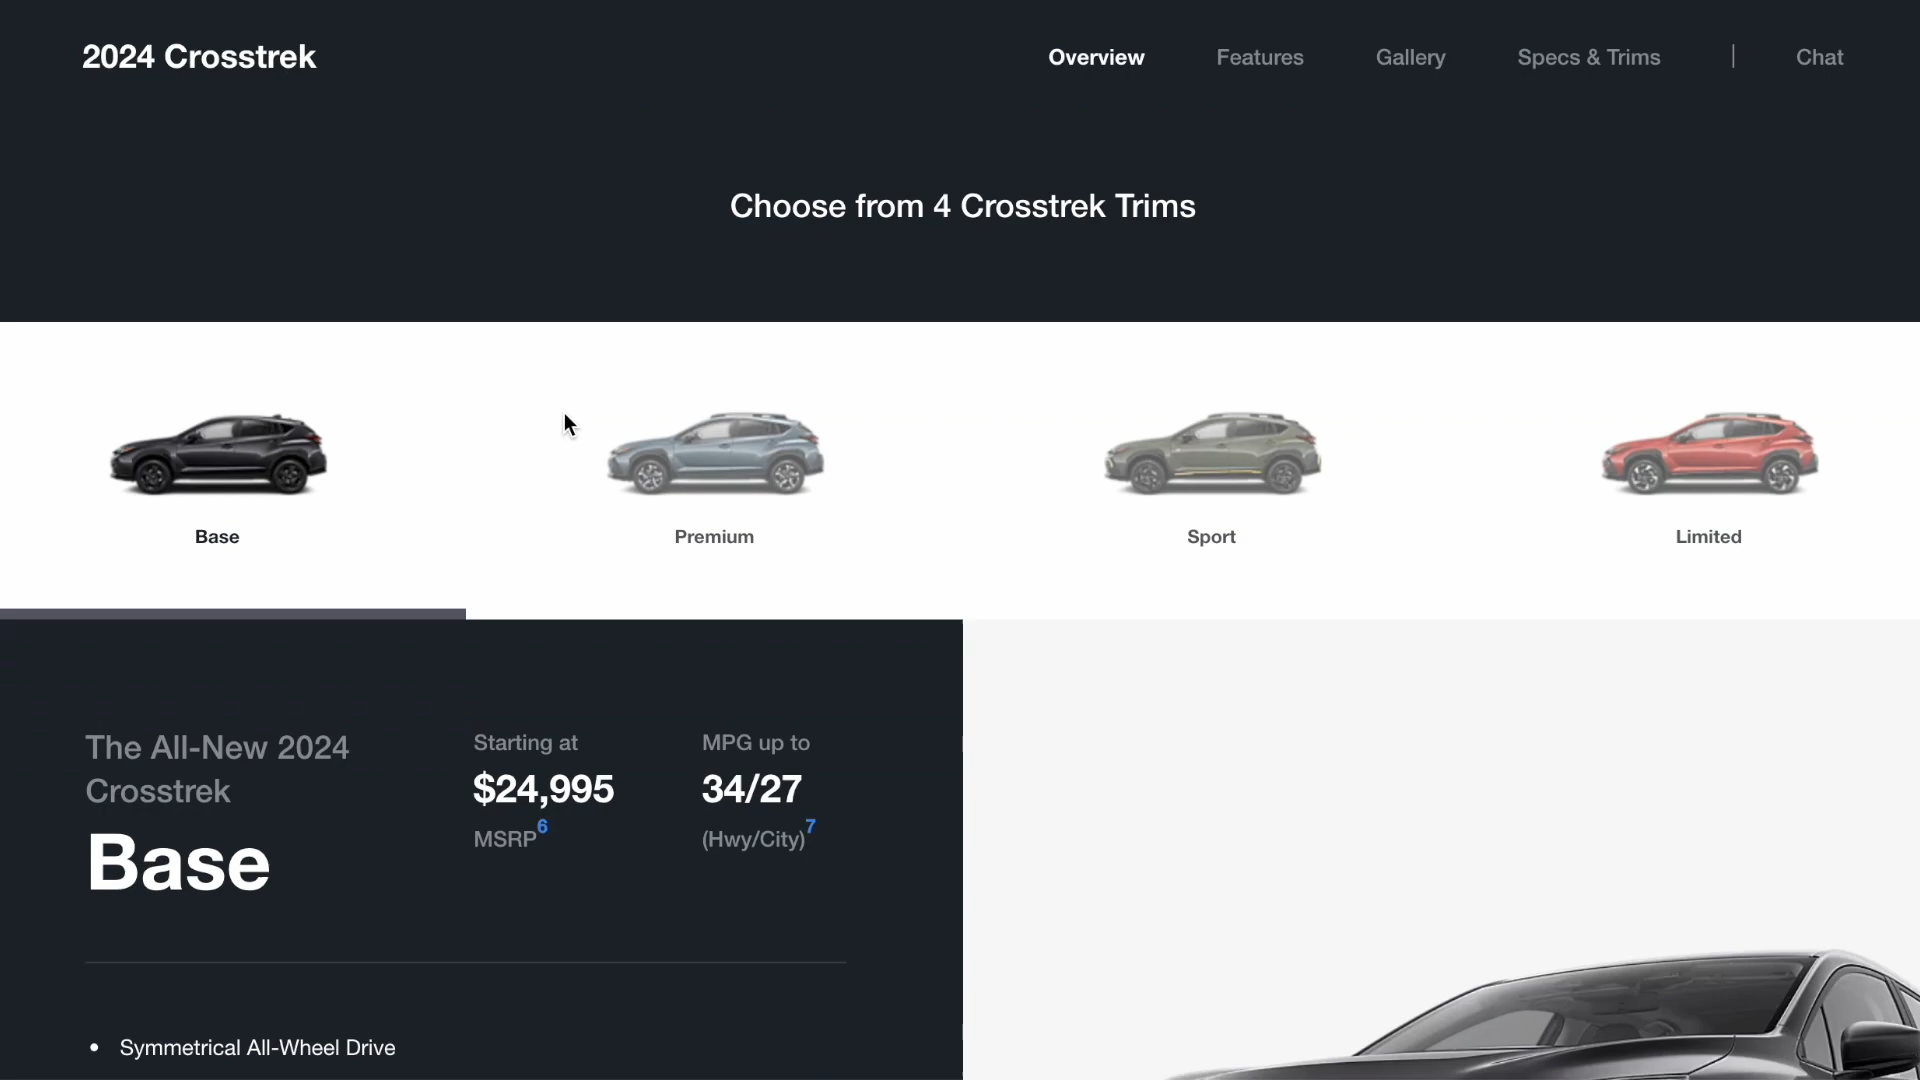 2024 Crosstrek
Overview
Features
Gallery
Specs & Trims
Chat
Choose from 4 Crosstrek Trims
Base
Premium
Sport
Limited
The All-New 2024
Crosstrek
Base
Starting at
$24,995
MSRP6
MPG up to
34/27
(Hwy/City)7
• Symmetrical All-Wheel Drive